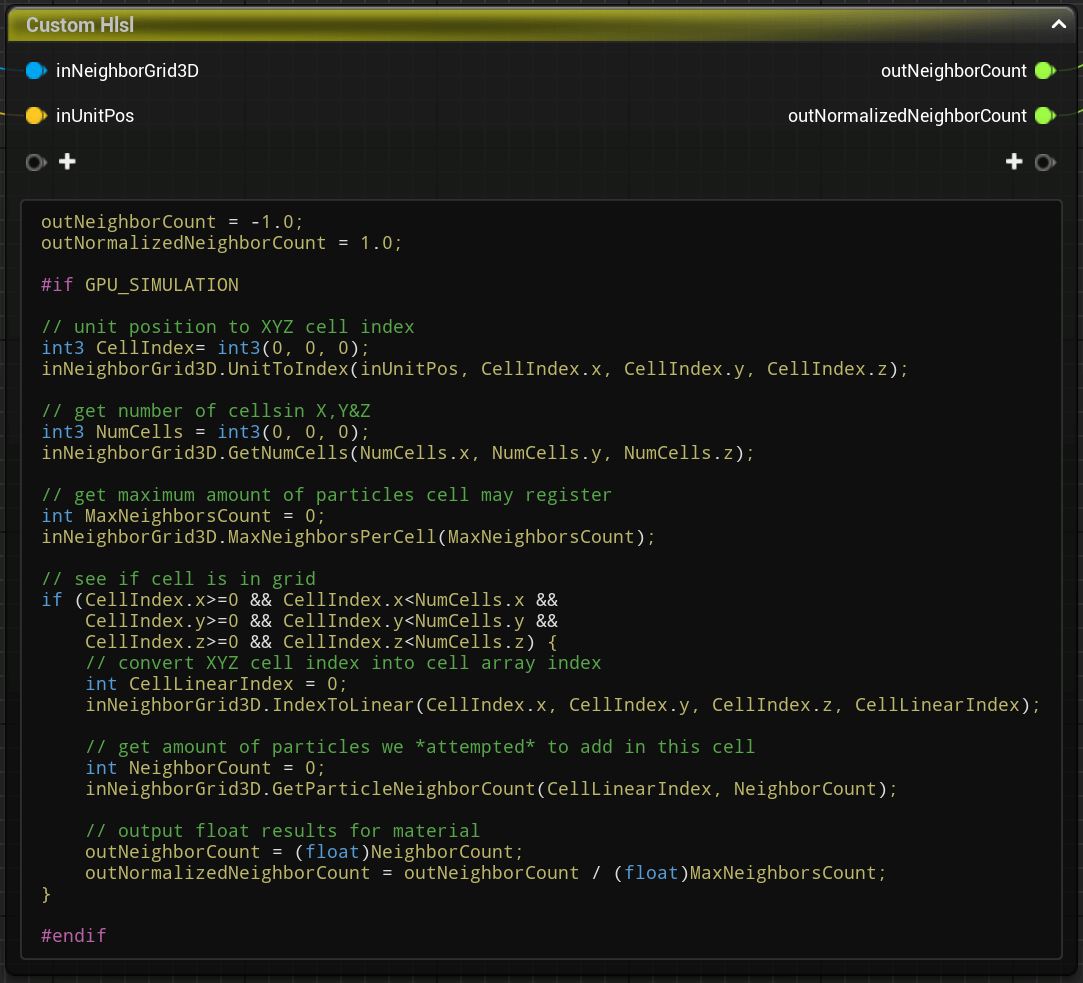 Custom Hlsl
inNeighborGrid3D
outNeighborCount
inUnitPos
outNormalizedNeighborCount
outNeighborCount = -1.0;
outNormalizedNeighborCount = 1.0;
#if GPU_SIMULATION
// unit position to XYZ cell index
int3 CellIndex= int3(0, 0, 0);
inNeighborGrid3D.UnitToIndex(inUnitPos, CellIndex.x, CellIndex.y, CellIndex.z);
// get number of cellsin X,Y&Z
int3 NumCells = int3(0, 0, 0);
inNeighborGrid3D.GetNumCells(NumCells.x, NumCells.y, NumCells.z);
// get maximum amount of particles cell may register
int MaxNeighborsCount = 0;
inNeighborGrid3D.MaxNeighborsPerCell(MaxNeighborsCount);
// see if cell is in grid
if (CellIndex.x>=0 && CellIndex.x<NumCells.x &&
    CellIndex.y>=0 && CellIndex.y<NumCells.y &&
    CellIndex.z>=0 && CellIndex.z<NumCells.z) {
    // convert XYZ cell index into cell array index
    int CellLinearIndex = 0;
    inNeighborGrid3D.IndexToLinear(CellIndex.x, CellIndex.y, CellIndex.z, CellLinearIndex);
    // get amount of particles we *attempted* to add in this cell
    int NeighborCount = 0;
    inNeighborGrid3D.GetParticleNeighborCount(CellLinearIndex, NeighborCount);
    // output float results for material
    outNeighborCount = (float)NeighborCount;
    outNormalizedNeighborCount = outNeighborCount / (float)MaxNeighborsCount;
}
#endif